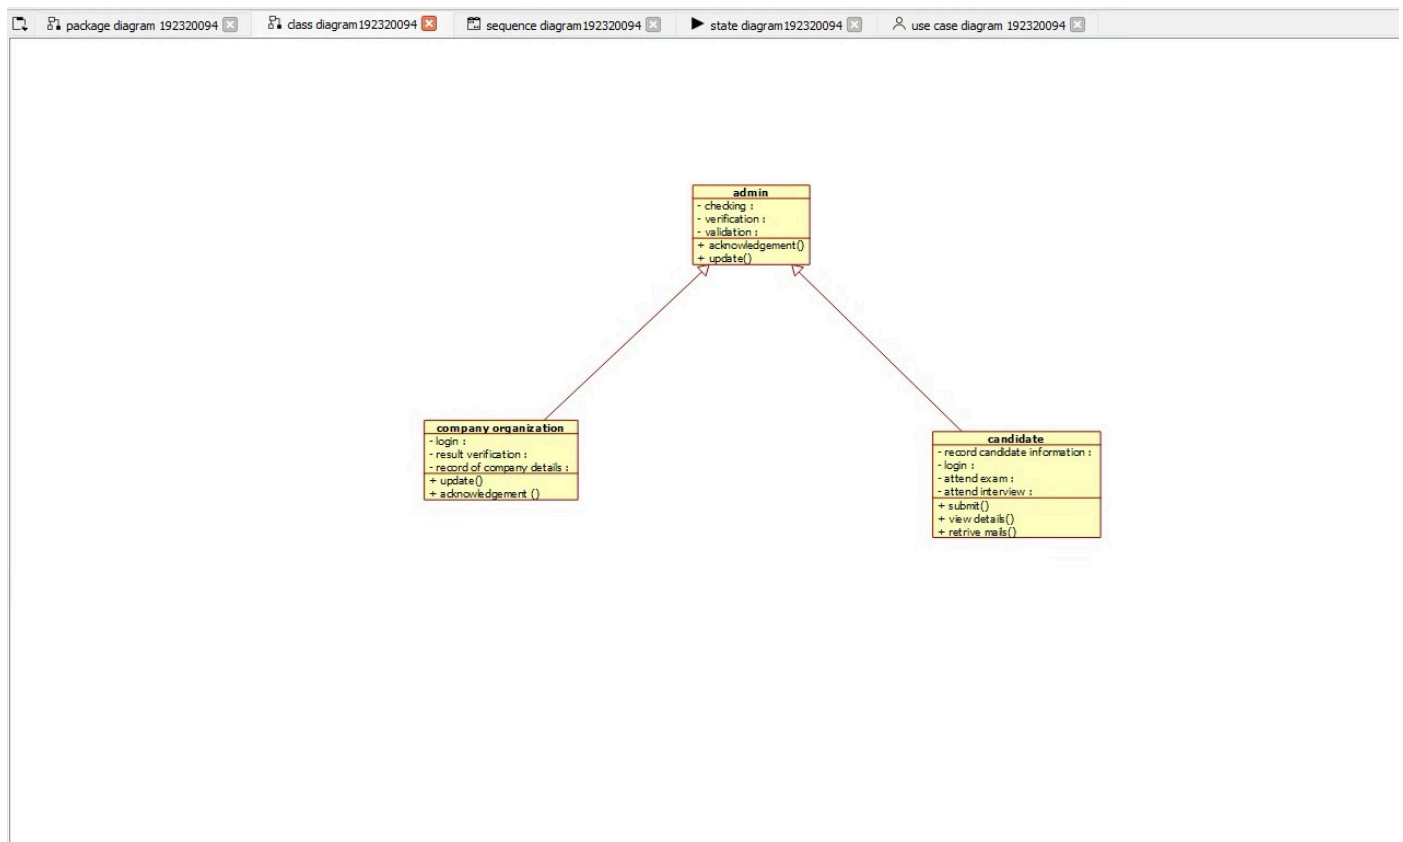 package diagram 192320094
class diagram192320094
sequence diagram192320094
state diagram192320094
use case diagram 192320094
admin
- checking :
- verification :
- validation :
+ acknowledgement()
+ update()
company organization
- login :
- result verification :
- record of company details :
+ update()
+ acknowledgement ()
candidate
- record candidate information :
- login :
- attend exam :
- attend interview :
+ submit()
+ view details()
+ retrive mails()